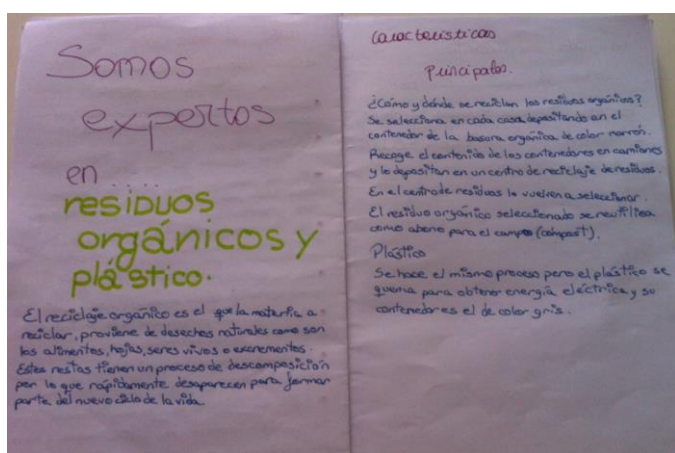 Somos
expertos
en ....
residuos
orgánicos y
plástico.
El reciclaje orgánico es el que la materia a
reciclar, proviene de desechos naturales como son
los alimentos, hojas, seres vivos o excrementos.
Estos restos tienen un proceso de descomposición
por lo que rápidamente desaparecen para formar
parte del nuevo ciclo de la vida.
Características
Principales.
¿Cómo y dónde se reciclan los residuos orgánicos?
Se selecciona en cada casa depositando en el
contenedor de la basura orgánica de color marrón.
Recoge el contenido de los contenedores en camiones
y lo depositan en un centro de reciclaje de residuos.
En el centro de residuos lo vuelven a seleccionar.
El residuo orgánico seleccionado se reutiliza
como abono para el campo (compost).
Plástico
Se hace el mismo proceso pero el plástico se
quema para obtener energía eléctrica y su
contenedor es el de color gris.